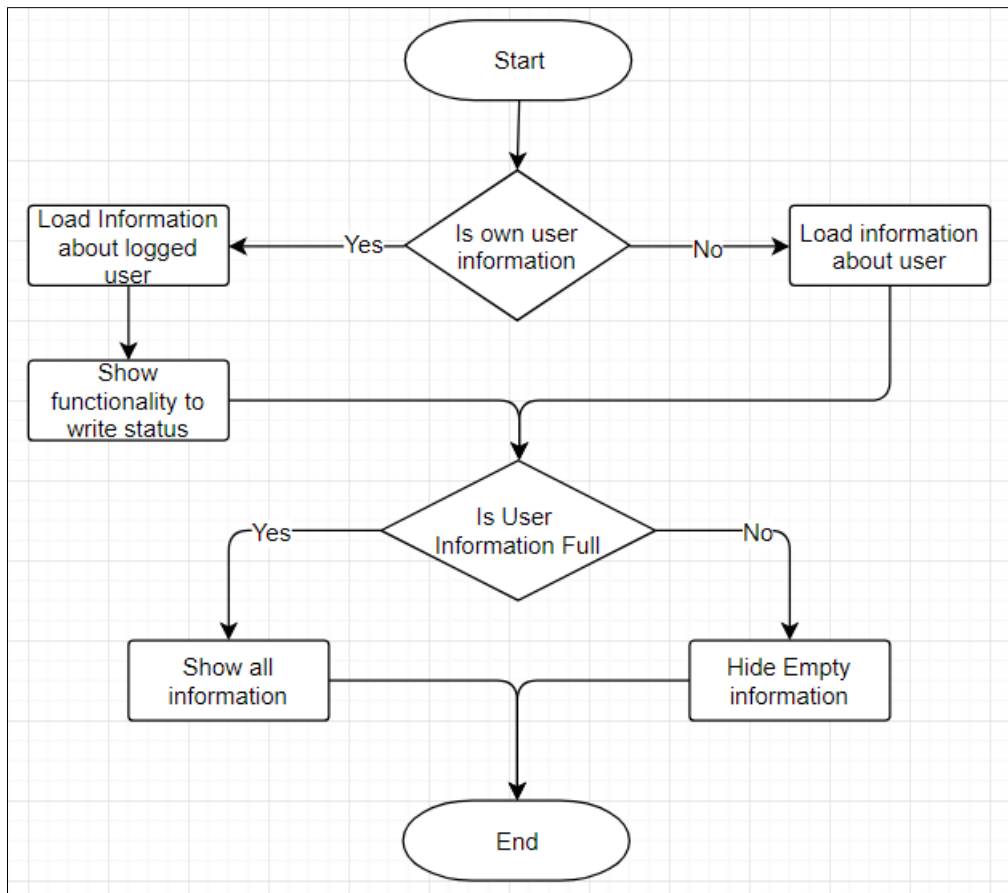 Start
Is own user
information
Yes
No
Load Information
about logged
user
Load information
about user
Show
functionality to
write status
Is User
Information Full
Yes
No
Show all
information
Hide Empty
information
End